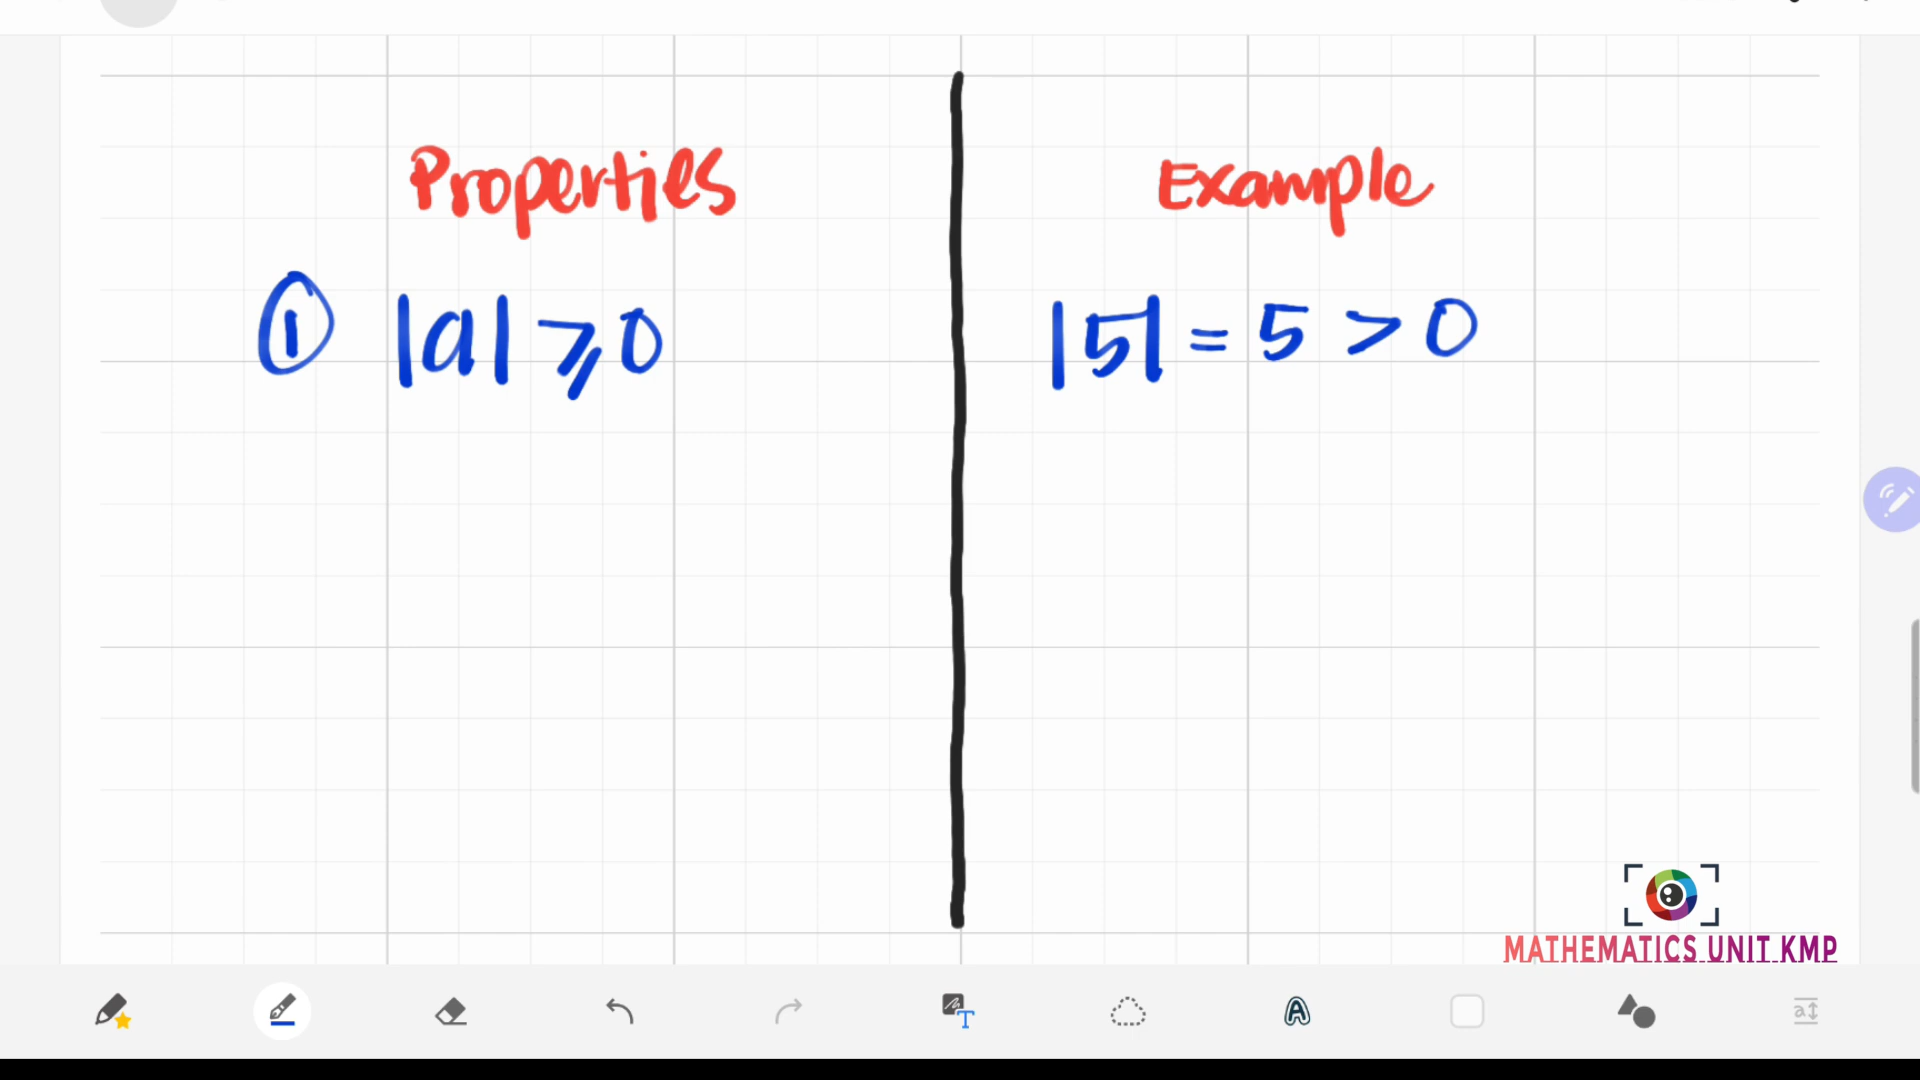 Properties
Example
① |a| ⩾ 0
|5| = 5 > 0
MATHEMATICS UNIT KMP